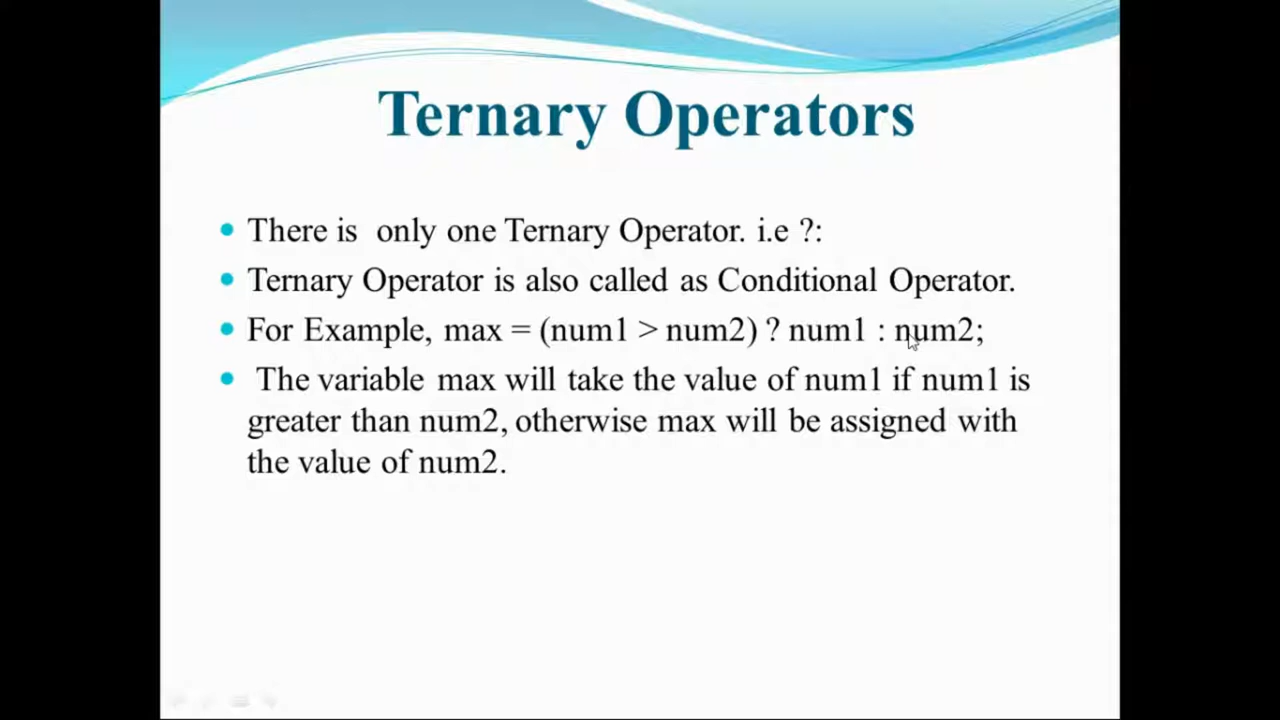 Ternary Operators
There is only one Ternary Operator. i.e ?:
Ternary Operator is also called as Conditional Operator.
For Example, max = (num1 > num2) ? num1 : num2;
The variable max will take the value of num1 if num1 is
greater than num2, otherwise max will be assigned with
the value of num2.